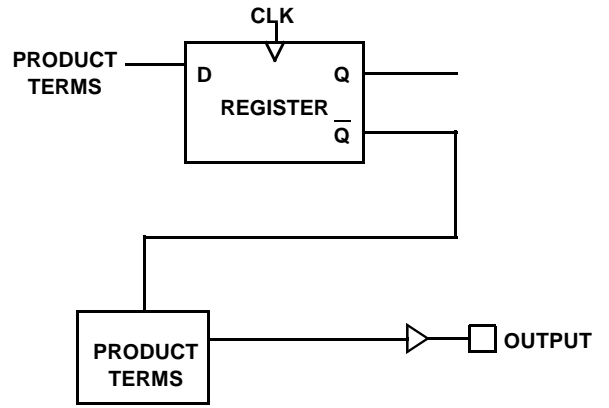 CLK
PRODUCT
TERMS
D
Q
REGISTER
Q̅
PRODUCT
TERMS
OUTPUT